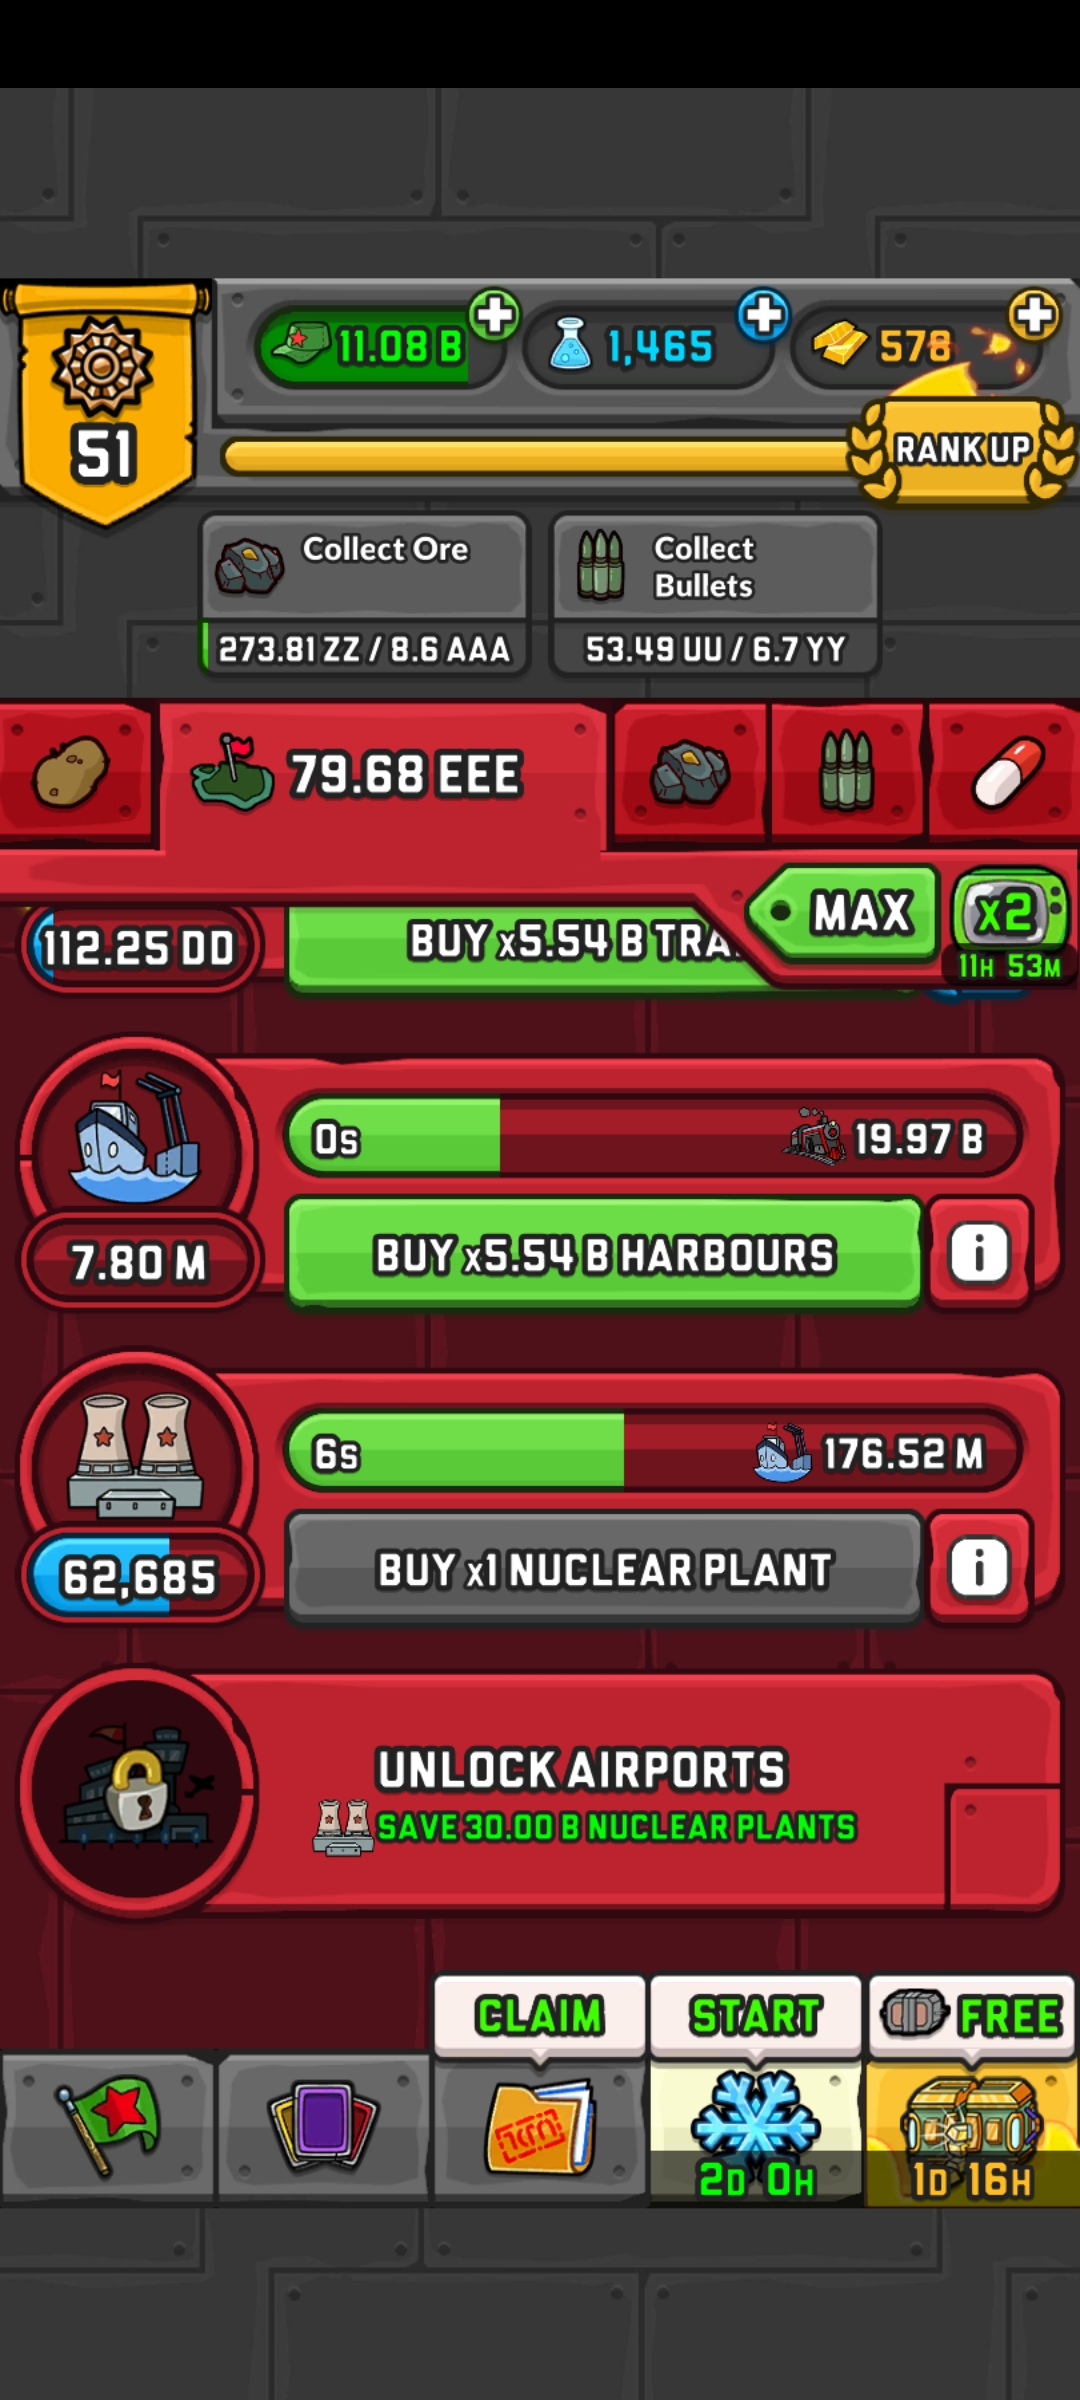 11.08 B
1,465
578
51
RANK UP
Collect Ore
273.81 ZZ / 8.6 AAA
Collect
Bullets
53.49 UU / 6.7 YY
79.68 EEE
MAX
x2
11H 53M
112.25 DD
BUY x5.54 B TRA
0s
19.97 B
7.80 M
BUY x5.54 B HARBOURS
i
6s
176.52 M
62,685
BUY x1 NUCLEAR PLANT
i
UNLOCK AIRPORTS
SAVE 30.00 B NUCLEAR PLANTS
CLAIM
START
FREE
2D 0H
1D 16H